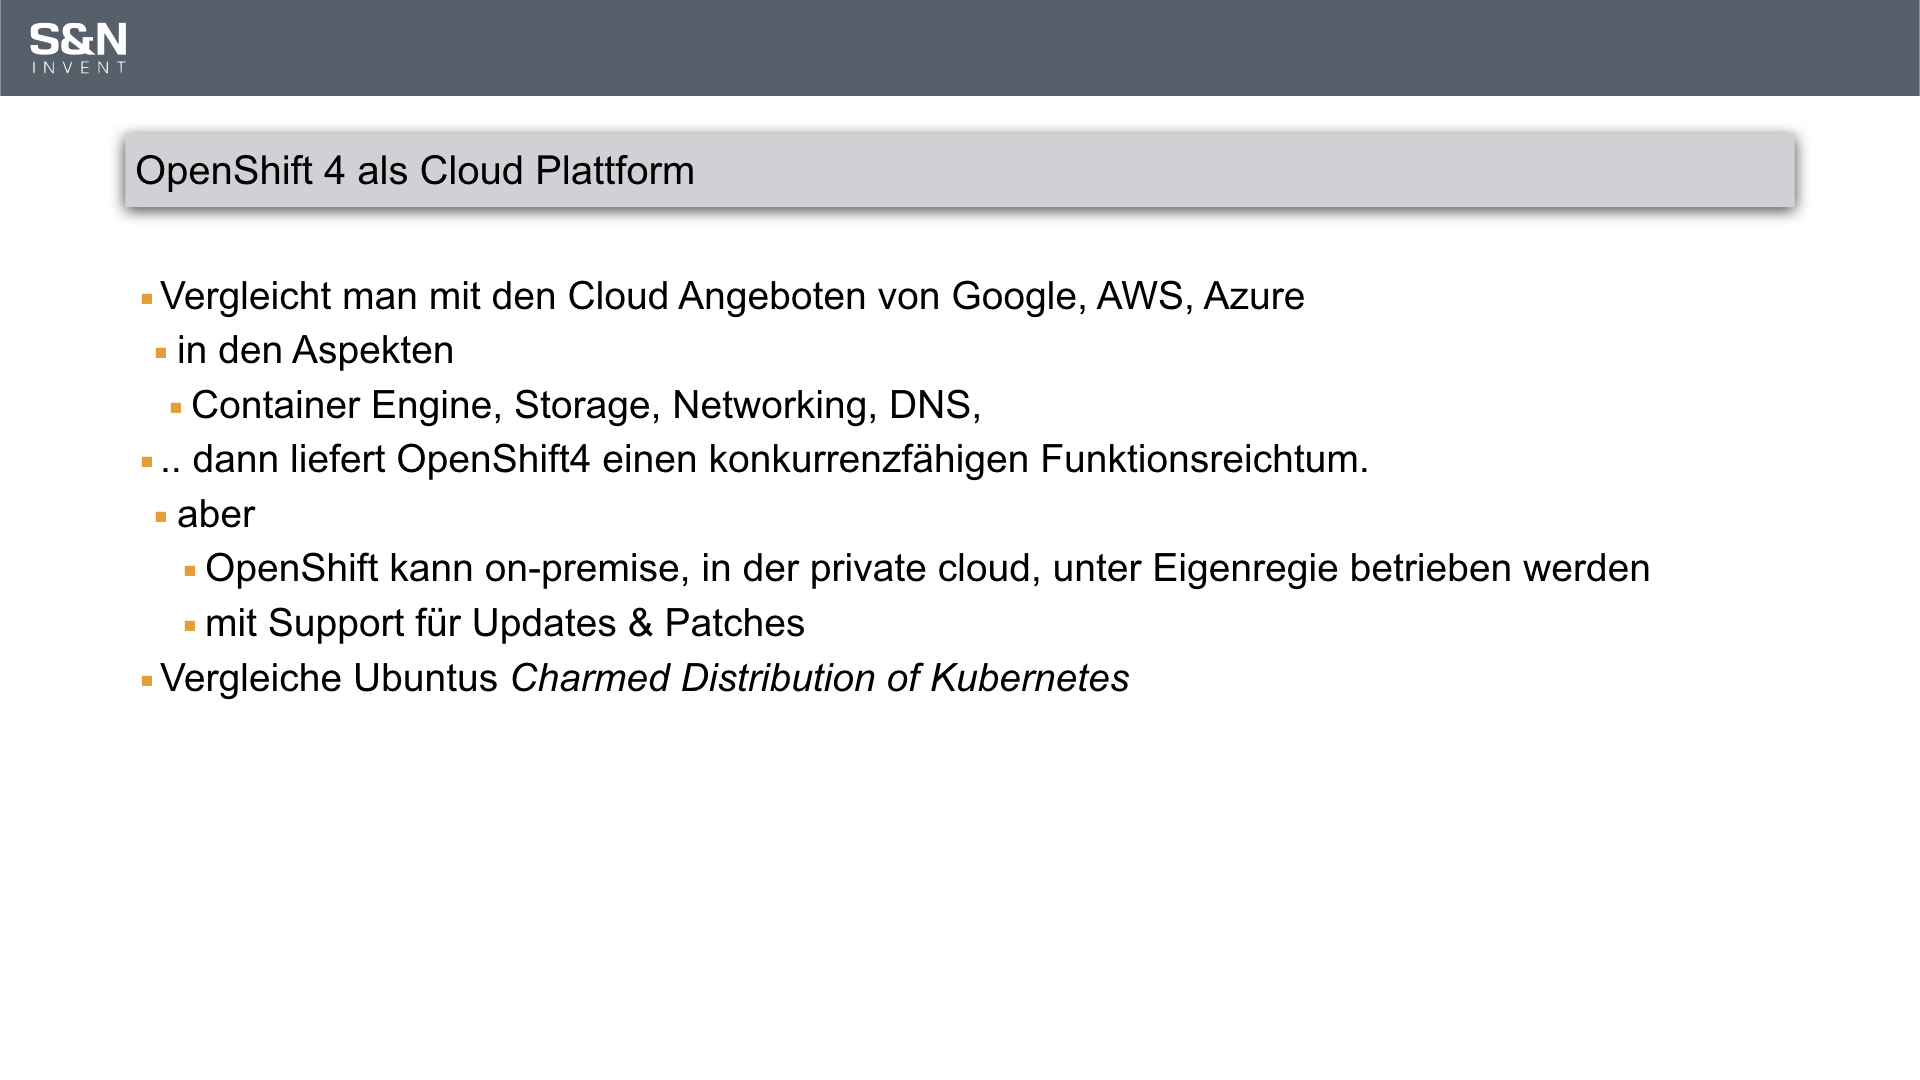 S&N
INVENT
OpenShift 4 als Cloud Plattform
Vergleicht man mit den Cloud Angeboten von Google, AWS, Azure
in den Aspekten
Container Engine, Storage, Networking, DNS,
.. dann liefert OpenShift4 einen konkurrenzfähigen Funktionsreichtum.
aber
OpenShift kann on-premise, in der private cloud, unter Eigenregie betrieben werden
mit Support für Updates & Patches
Vergleiche Ubuntus Charmed Distribution of Kubernetes